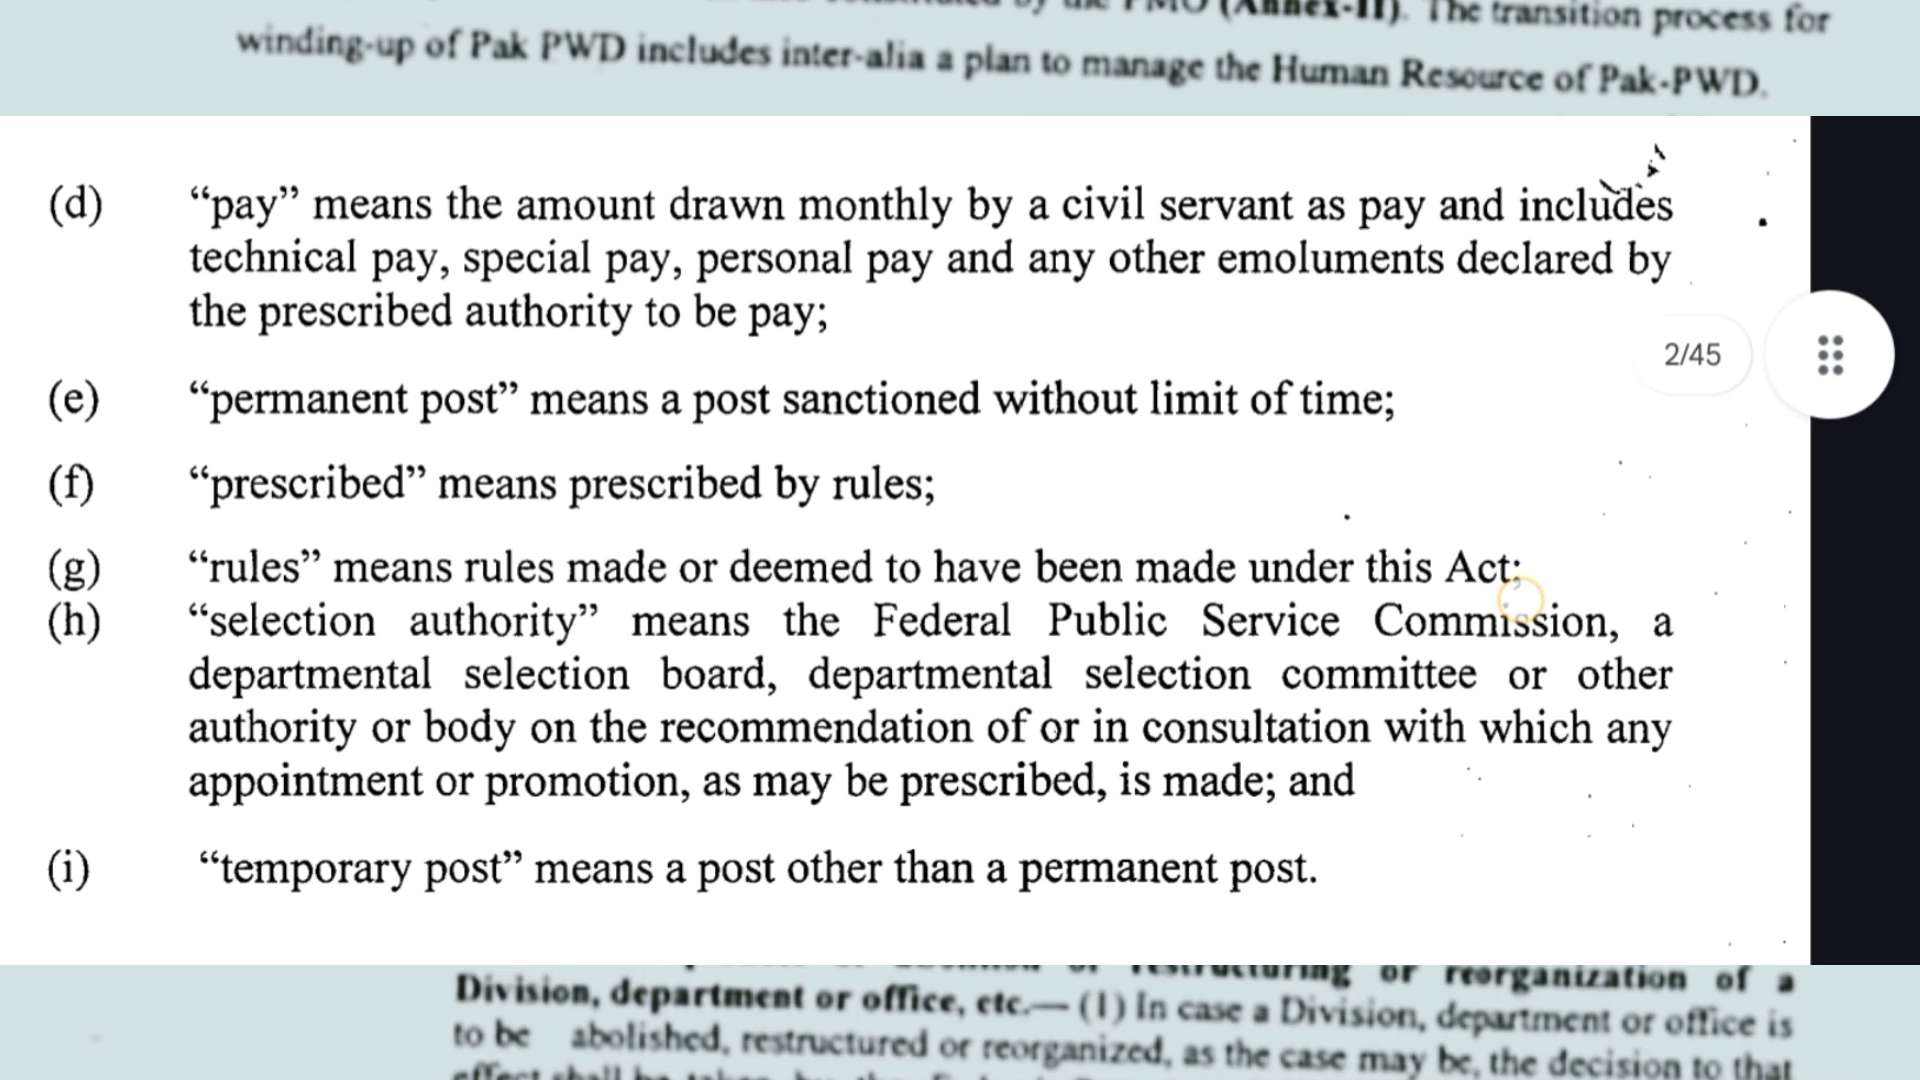 by the PMO (Annex-II). The transition process for
winding-up of Pak PWD includes inter-alia a plan to manage the Human Resource of Pak-PWD.
(d) “pay” means the amount drawn monthly by a civil servant as pay and includes
technical pay, special pay, personal pay and any other emoluments declared by
the prescribed authority to be pay;
2/45
(e) “permanent post” means a post sanctioned without limit of time;
(f) “prescribed” means prescribed by rules;
(g) “rules” means rules made or deemed to have been made under this Act;
(h) “selection authority” means the Federal Public Service Commission, a
departmental selection board, departmental selection committee or other
authority or body on the recommendation of or in consultation with which any
appointment or promotion, as may be prescribed, is made; and
(i) “temporary post” means a post other than a permanent post.
or restructuring or reorganization of a
Division, department or office, etc.— (1) In case a Division, department or office is
to be abolished, restructured or reorganized, as the case may be, the decision to that